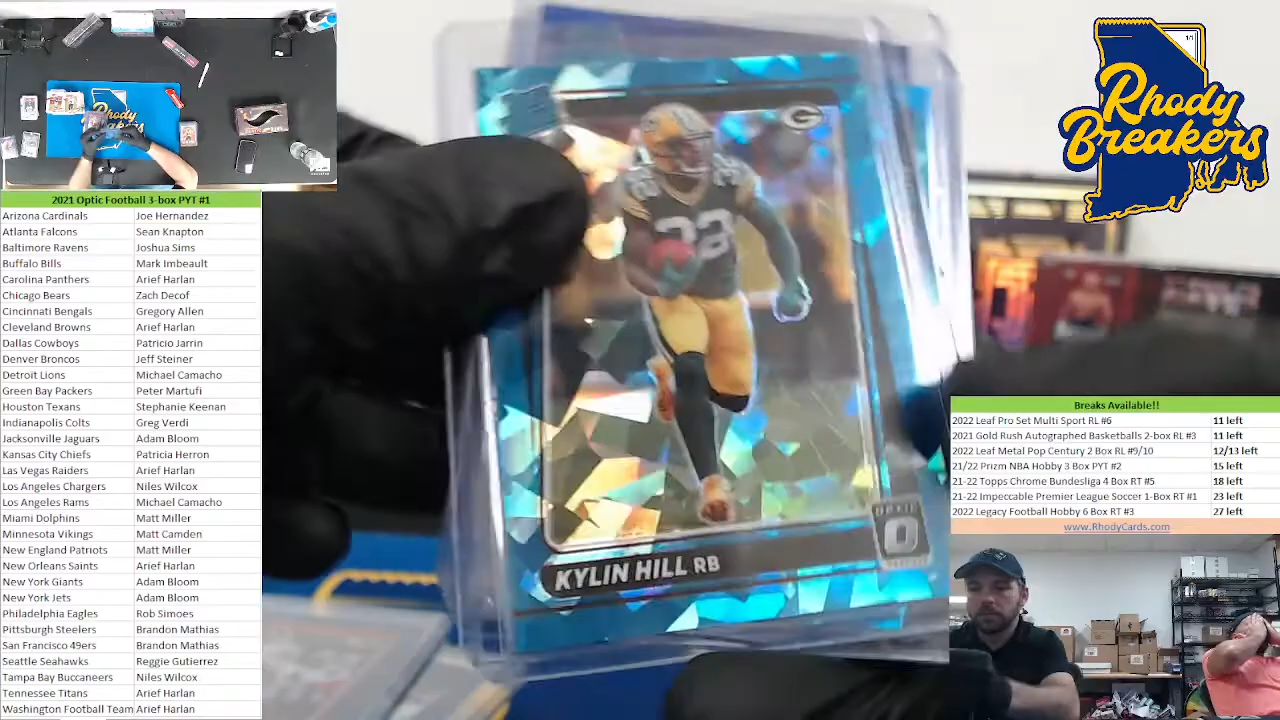 Rhody
Breakers
1/1
2021 Optic Football 3-box PYT #1
Arizona Cardinals Joe Hernandez
Atlanta Falcons Sean Knapton
Baltimore Ravens Joshua Sims
Buffalo Bills Mark Imbeault
Carolina Panthers Arief Harlan
Chicago Bears Zach Decof
Cincinnati Bengals Gregory Allen
Cleveland Browns Arief Harlan
Dallas Cowboys Patricio Jarrin
Denver Broncos Jeff Steiner
Detroit Lions Michael Camacho
Green Bay Packers Peter Martufi
Houston Texans Stephanie Keenan
Indianapolis Colts Greg Verdi
Jacksonville Jaguars Adam Bloom
Kansas City Chiefs Patricia Herron
Las Vegas Raiders Arief Harlan
Los Angeles Chargers Niles Wilcox
Los Angeles Rams Michael Camacho
Miami Dolphins Matt Miller
Minnesota Vikings Matt Camden
New England Patriots Matt Miller
New Orleans Saints Arief Harlan
New York Giants Adam Bloom
New York Jets Adam Bloom
Philadelphia Eagles Rob Simoes
Pittsburgh Steelers Brandon Mathias
San Francisco 49ers Brandon Mathias
Seattle Seahawks Reggie Gutierrez
Tampa Bay Buccaneers Niles Wilcox
Tennessee Titans Arief Harlan
Washington Football Team Arief Harlan
Rhody
Breakers
G
32
32
KYLIN HILL RB
Breaks Available!!
2022 Leaf Pro Set Multi Sport RL #6 11 left
2021 Gold Rush Autographed Basketballs 2-box RL #3 11 left
2022 Leaf Metal Pop Century 2 Box RL #9/10 12/13 left
21/22 Prizm NBA Hobby 3 Box PYT #2 15 left
21-22 Topps Chrome Bundesliga 4 Box RT #5 18 left
21-22 Impeccable Premier League Soccer 1-Box RT #1 23 left
2022 Legacy Football Hobby 6 Box RT #3 27 left
www.RhodyCards.com